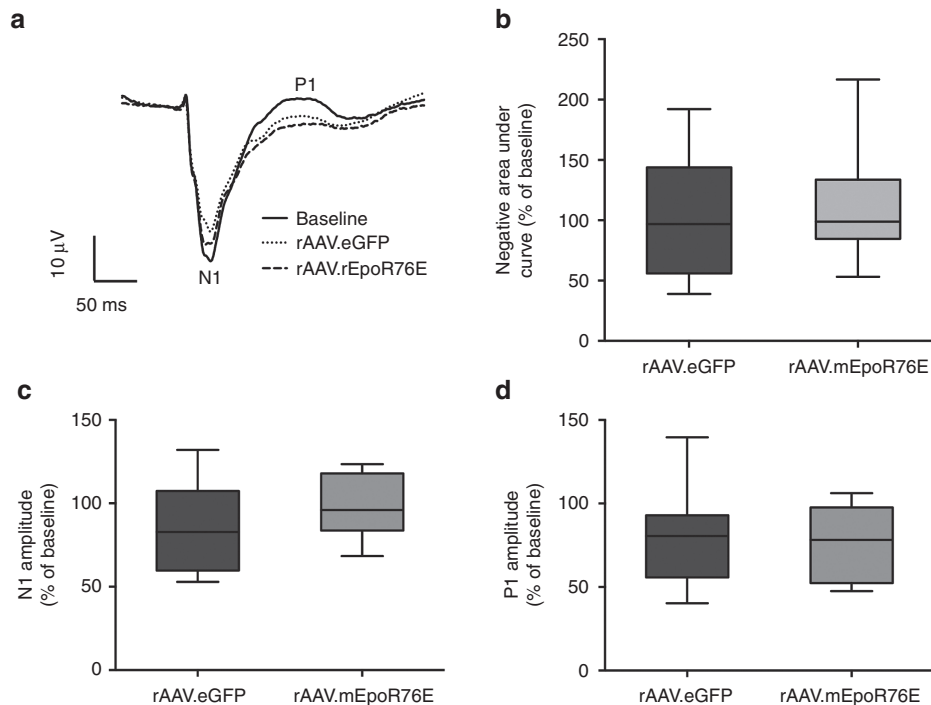 a
P1
N1
10 µV
50 ms
Baseline
rAAV.eGFP
rAAV.rEpoR76E
b
Negative area under
curve (% of baseline)
250
200
150
100
50
0
rAAV.eGFP
rAAV.mEpoR76E
c
N1 amplitude
(% of baseline)
150
100
50
0
rAAV.eGFP
rAAV.mEpoR76E
d
P1 amplitude
(% of baseline)
150
100
50
0
rAAV.eGFP
rAAV.mEpoR76E